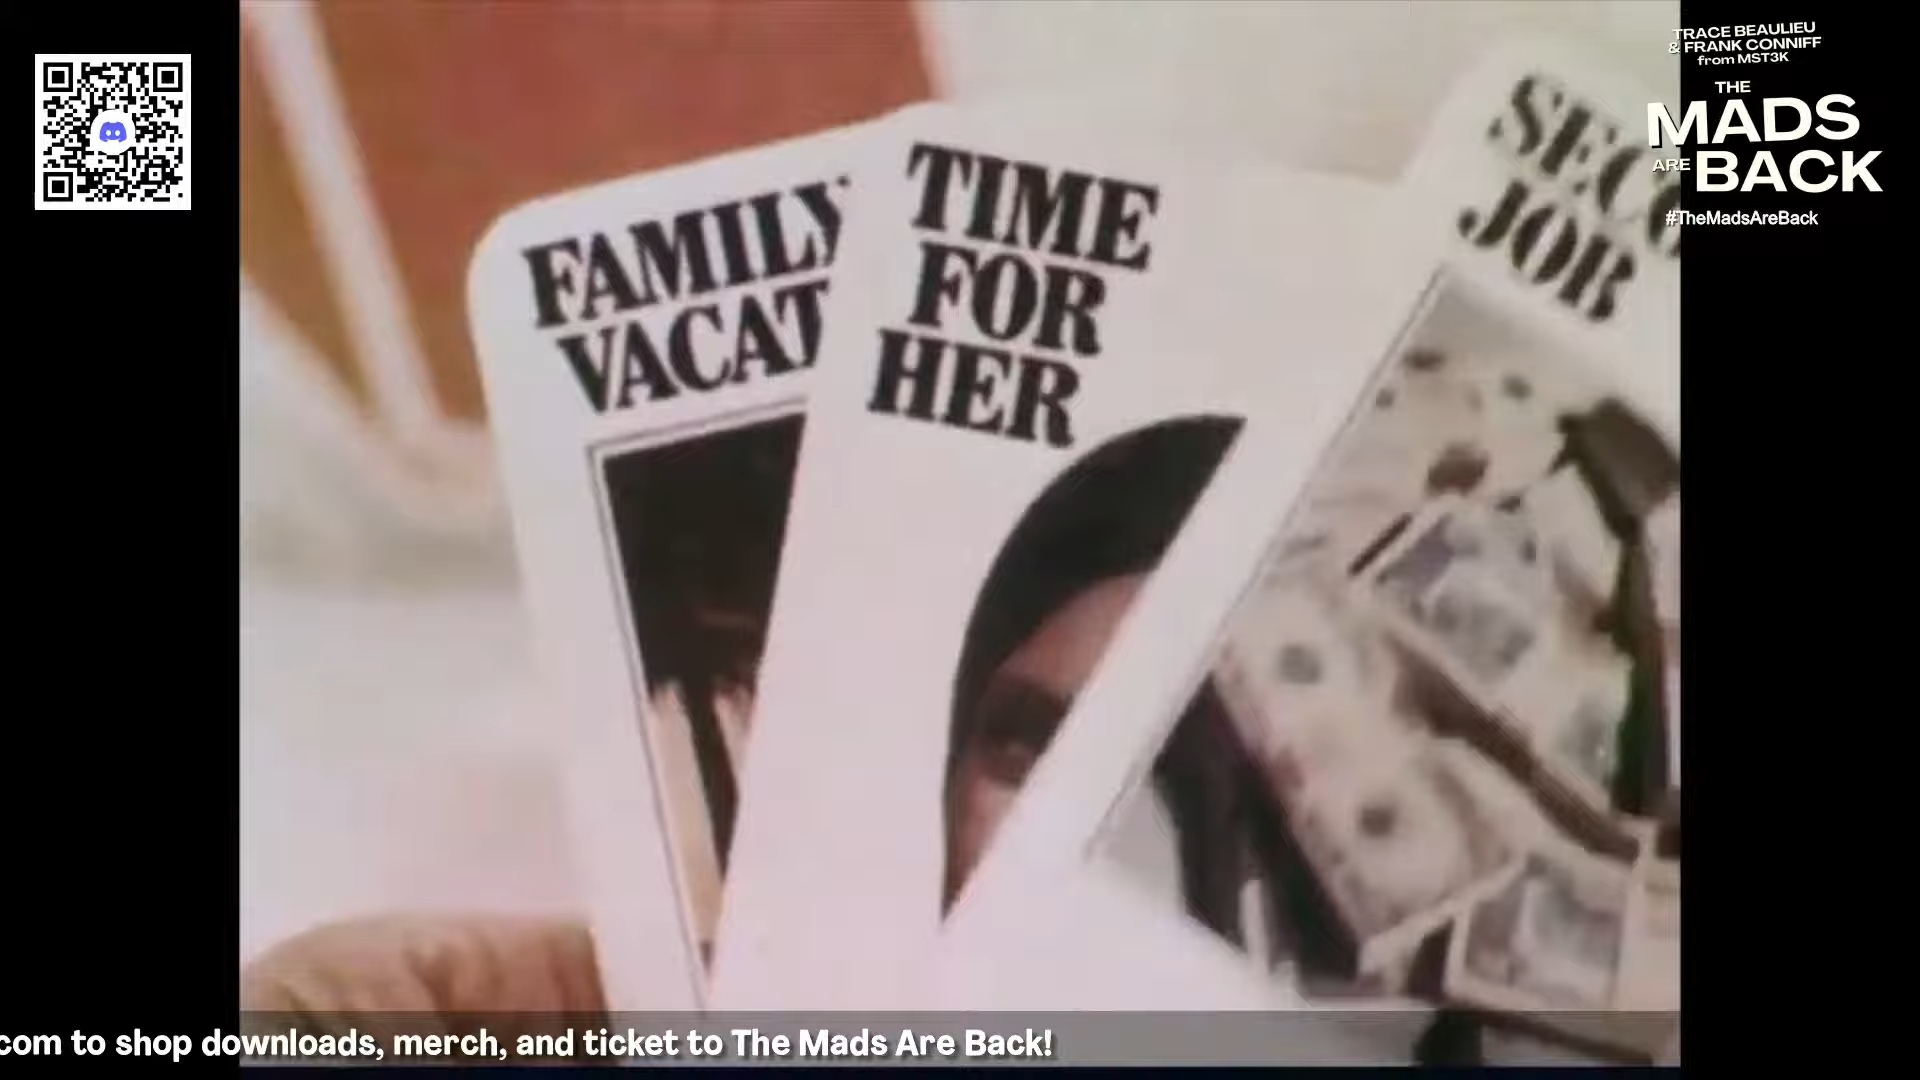 TRACE BEAULIEU
& FRANK CONNIFF
from MST3K
THE
MADS
ARE BACK
#TheMadsAreBack
FAMILY
VACAT
TIME
FOR
HER
SECO
JOB
com to shop downloads, merch, and ticket to The Mads Are Back!